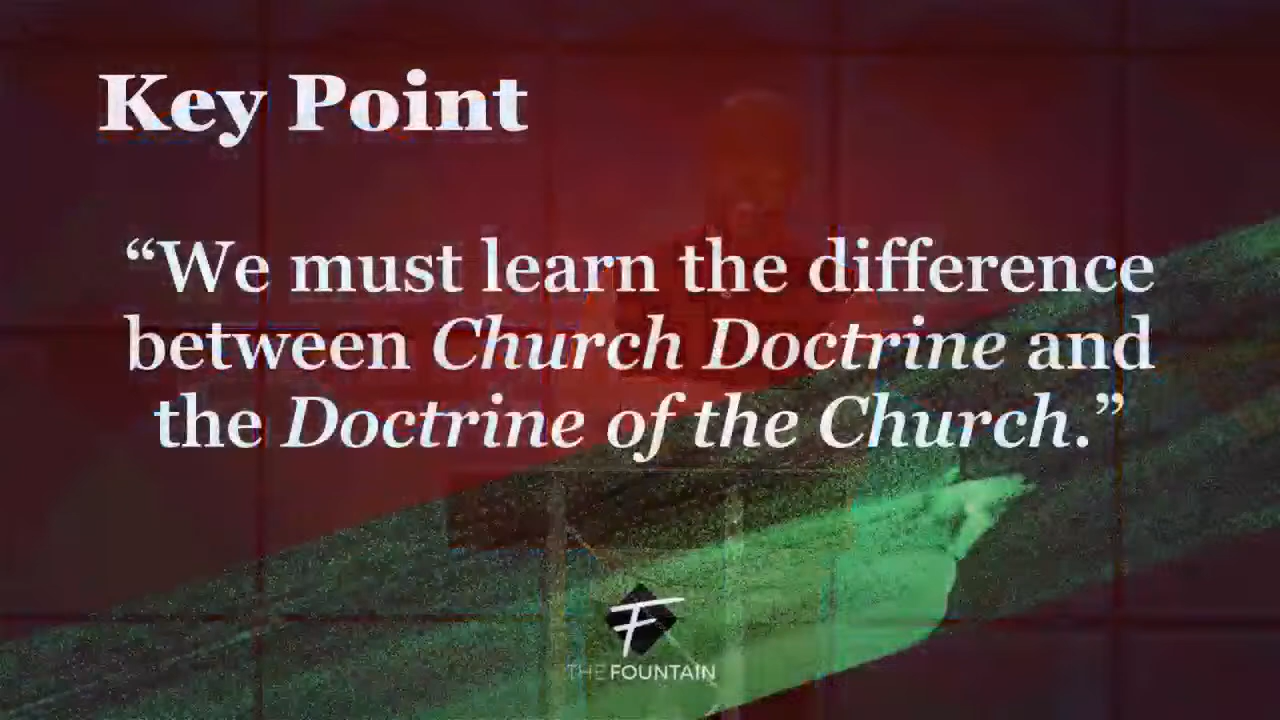 Key Point
“We must learn the difference
between Church Doctrine and
the Doctrine of the Church.”
F
THE FOUNTAIN